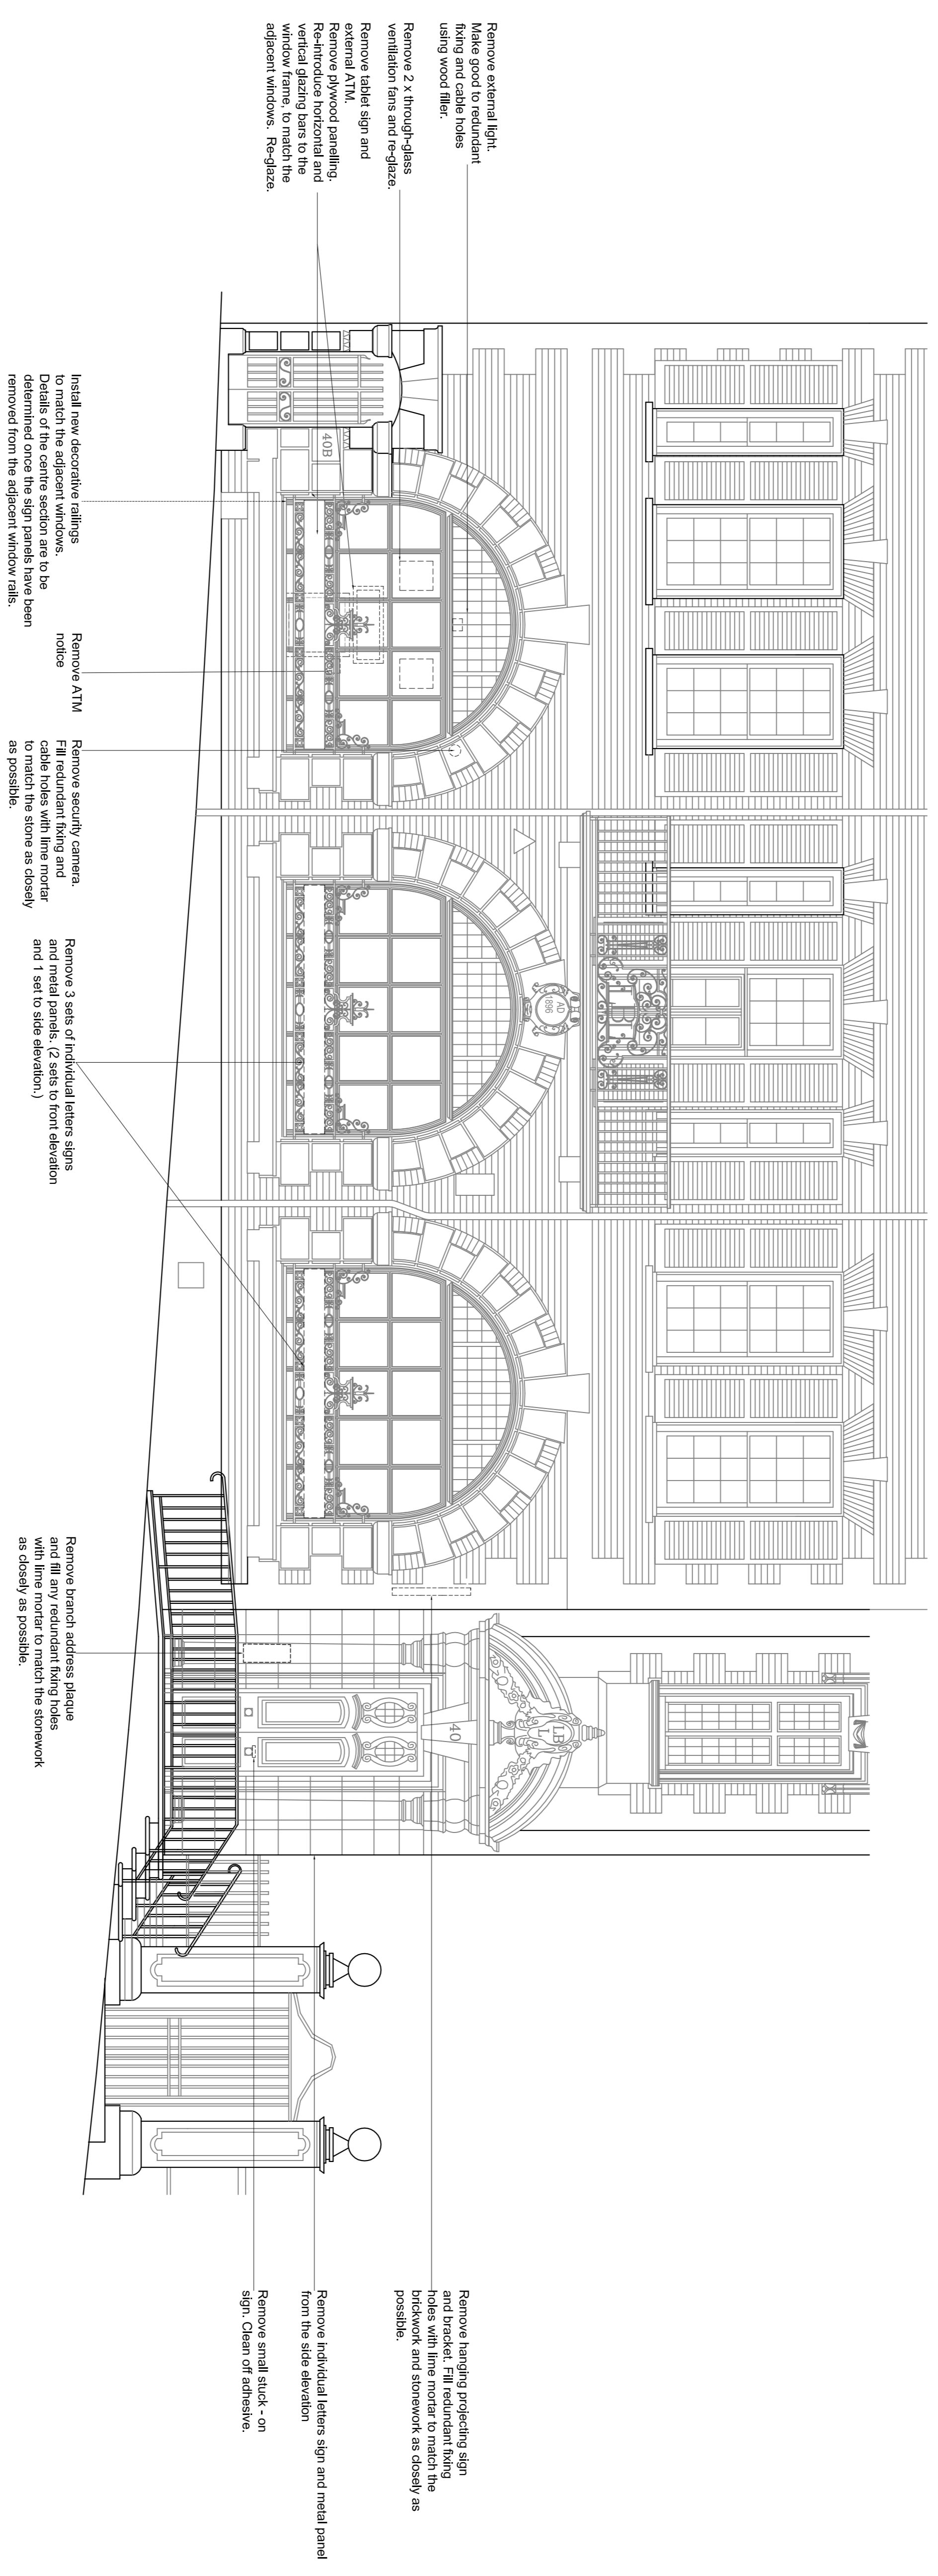 Remove external light.
Make good to redundant
fixing and cable holes
using wood filler.
Remove 2 x through-glass
ventilation fans and re-glaze.
Remove tablet sign and
external ATM.
Remove plywood panelling.
Re-introduce horizontal and
vertical glazing bars to the
window frame, to match the
adjacent windows.  Re-glaze.
40B
AD
1896
LB
LB
L
40
Remove hanging projecting sign
and bracket. Fill redundant fixing
holes with lime mortar to match the
brickwork and stonework as closely as
possible.
Remove individual letters sign and metal panel
from the side elevation
Remove small stuck - on
sign. Clean off adhesive.
Install new decorative railings
to match the adjacent windows.
Details of the centre section are to be
determined once the sign panels have been
removed from the adjacent window rails.
Remove ATM
notice
Remove security camera.
Fill redundant fixing and
cable holes with lime mortar
to match the stone as closely
as possible.
Remove 3 sets of individual letters signs
and metal panels. (2 sets to front elevation
and 1 set to side elevation.)
Remove branch address plaque
and fill any redundant fixing holes
with lime mortar to match the stonework
as closely as possible.